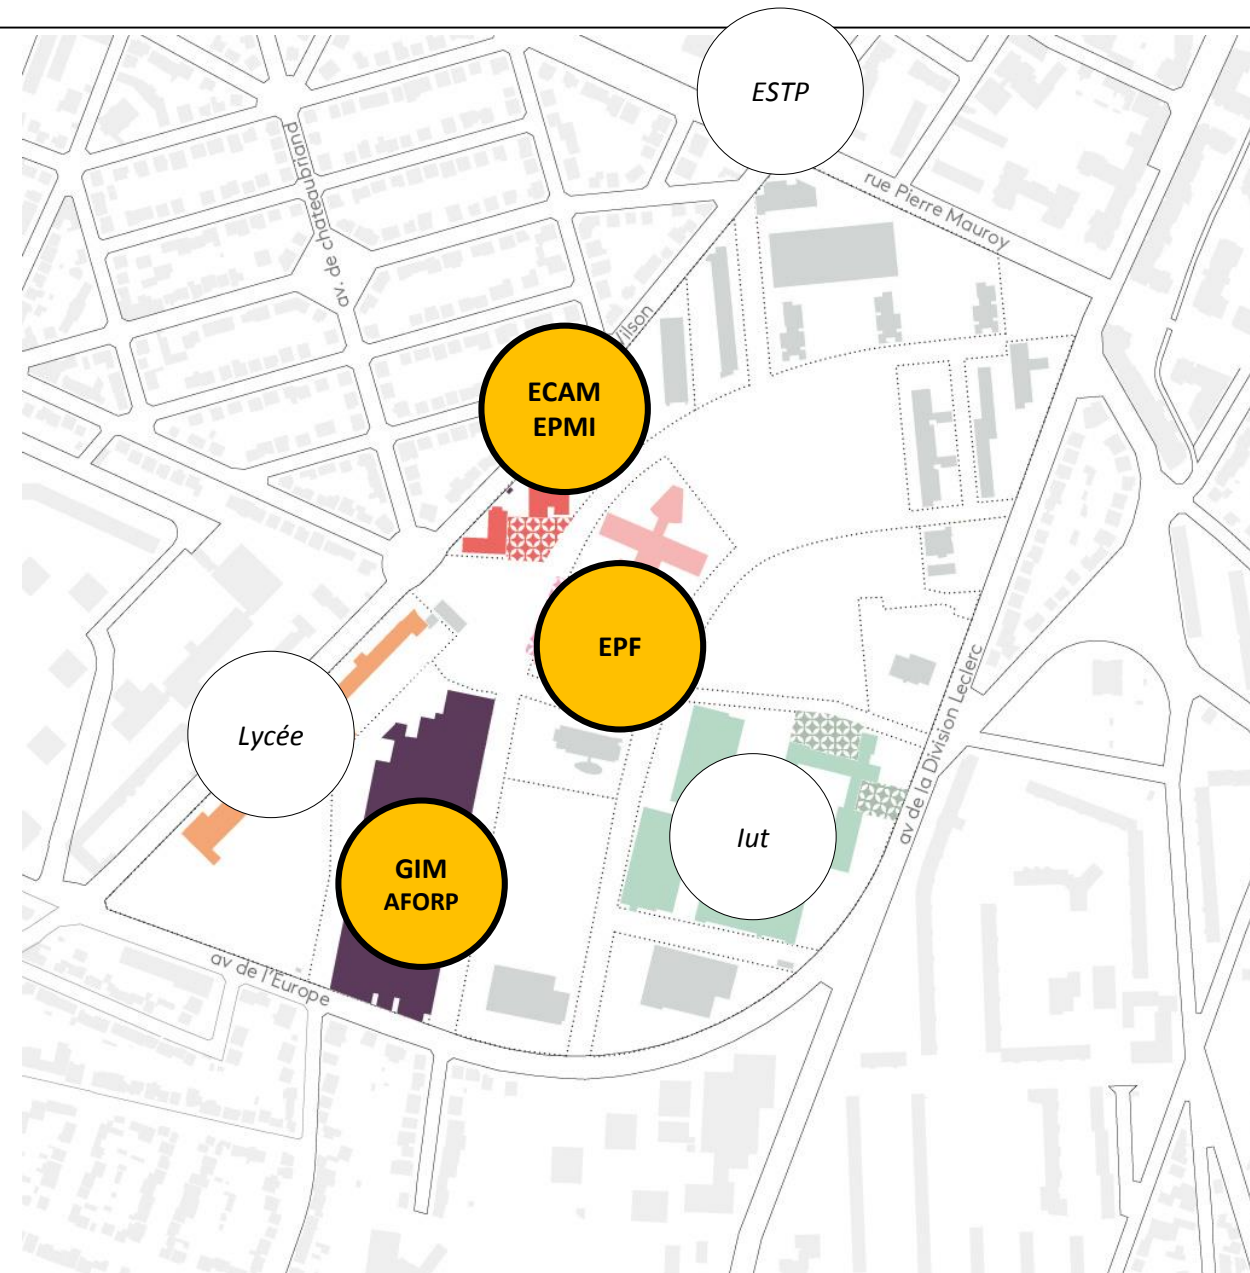 ESTP
rue Pierre Mauroy
av. de chateaubriand
Wilson
ECAM
EPMI
EPF
Lycée
Iut
av de la Division Leclerc
GIM
AFORP
av de l'Europe